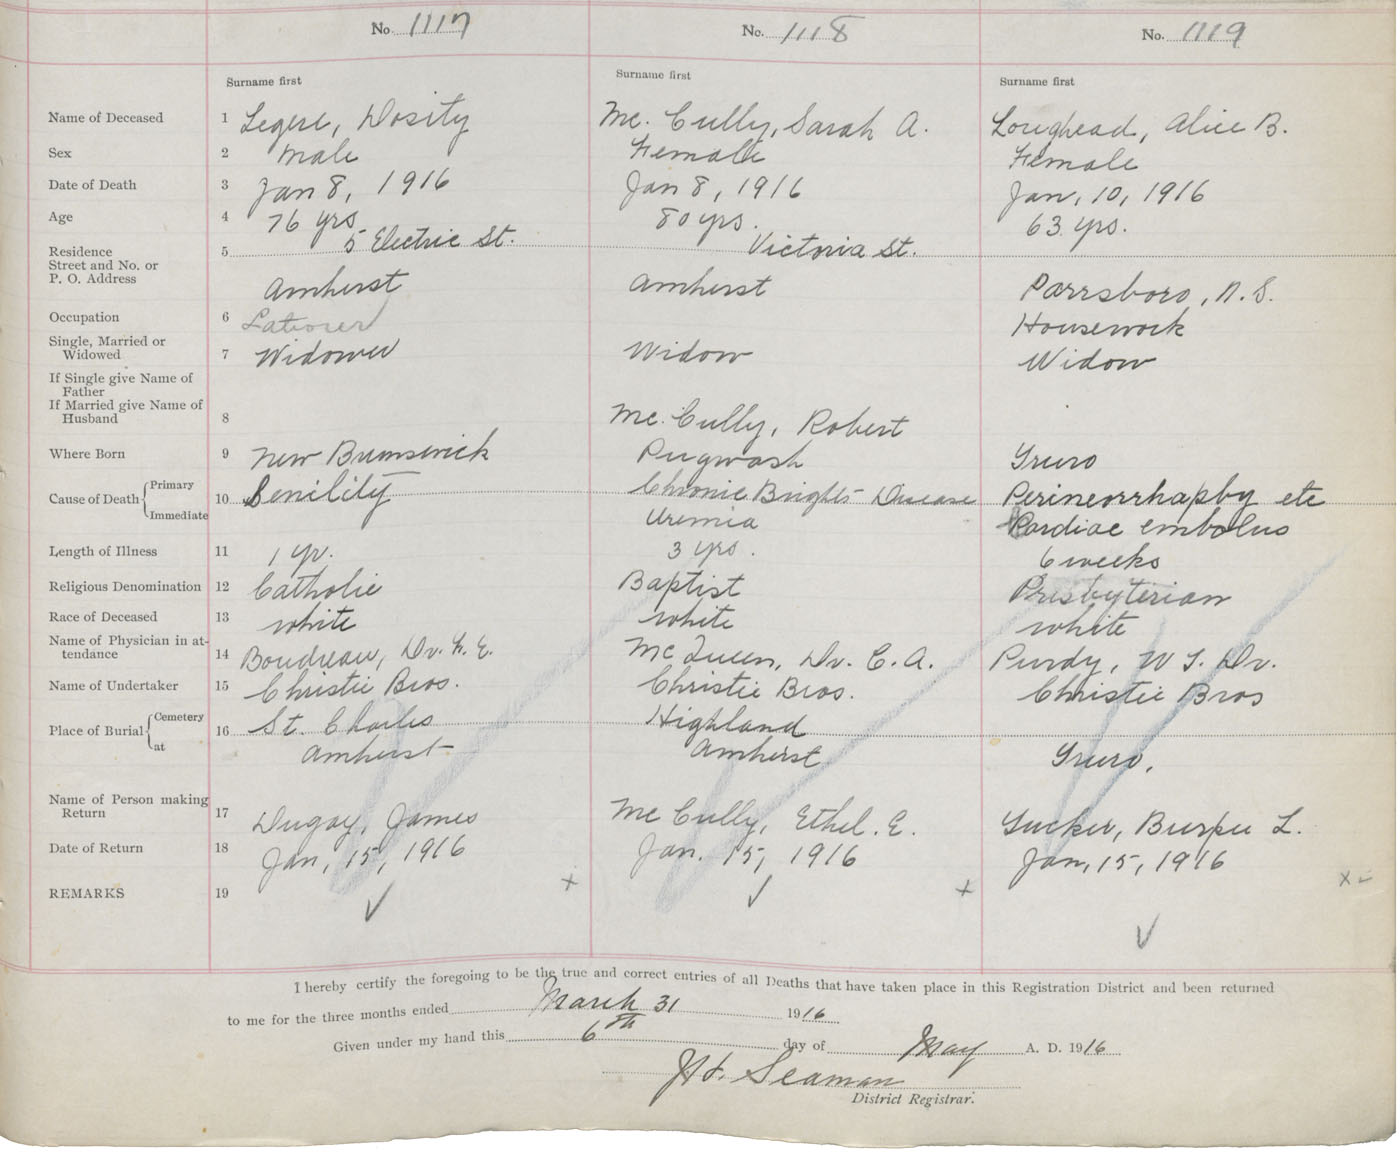 No. 1117 No. 1118 No. 1119
Surname first Surname first Surname first
Name of Deceased 1 Legere, Dosity Mc. Cully, Sarah A. Loughead, Alice B.
Sex 2 Male Female Female
Date of Death 3 Jan 8, 1916 Jan 8, 1916 Jan, 10, 1916
Age 4 76 yrs 80 yrs. 63 yrs.
Residence 5 5 Electric St. Victoria St.
Street and No. or
P. O. Address Amherst Amherst Parrsboro, N.S.
Occupation 6 Laborer Housework
Single, Married or
Widowed 7 Widower Widow Widow
If Single give Name of
Father
If Married give Name of
Husband 8 Mc. Cully, Robert
Where Born 9 New Brunswick Pugwash Truro
Cause of Death Primary 10 Senility Chronic Brights Disease Perineorrhapby etc
Immediate Uremia Cardiac embolus
Length of Illness 11 1 yr. 3 yrs. 6 weeks
Religious Denomination 12 Catholic Baptist Presbyterian
Race of Deceased 13 white white white
Name of Physician in at-
tendance 14 Boudreau, Dr. F. E. McQueen, Dr. C. A. Purdy, W T. Dr.
Name of Undertaker 15 Christie Bros. Christie Bros. Christie Bros
Place of Burial Cemetery 16 St. Charles Highland
at Amherst Amherst Truro,
Name of Person making
Return 17 Dugay, James Mc Cully, Ethel. E. Tucker, Burpee L.
Date of Return 18 Jan, 15, 1916 Jan. 15, 1916 Jan, 15, 1916
REMARKS 19
I hereby certify the foregoing to be the true and correct entries of all Deaths that have taken place in this Registration District and been returned
to me for the three months ended March 31 1916
Given under my hand this 6th day of May A. D. 1916
Seaman
District Registrar.